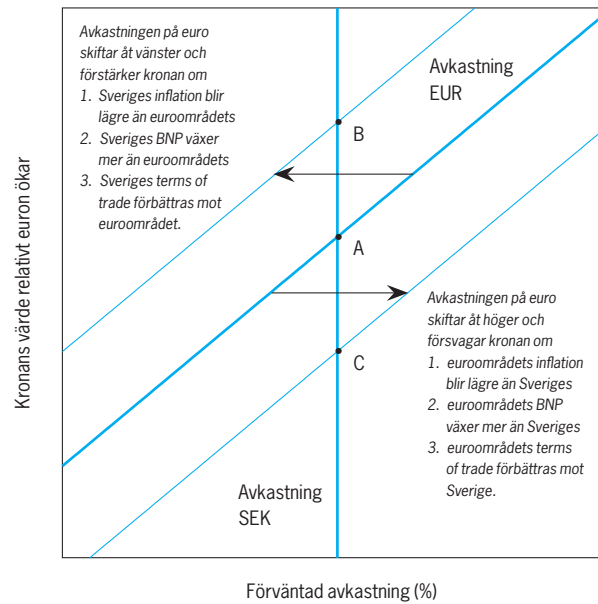 Avkastningen på euro
skiftar åt vänster och
förstärker kronan om
1. Sveriges inflation blir
lägre än euroområdets
2. Sveriges BNP växer
mer än euroområdets
3. Sveriges terms of
trade förbättras mot
euroområdet.
Avkastning
EUR
B
A
C
Avkastningen på euro
skiftar åt höger och
försvagar kronan om
1. euroområdets inflation
blir lägre än Sveriges
2. euroområdets BNP
växer mer än Sveriges
3. euroområdets terms
of trade förbättras mot
Sverige.
Avkastning
SEK
Kronans värde relativt euron ökar
Förväntad avkastning (%)